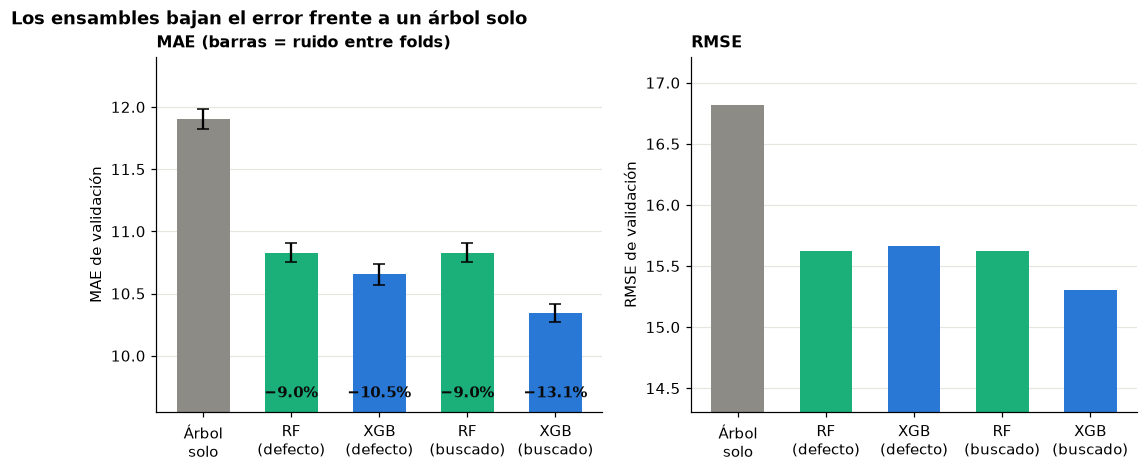 Los ensambles bajan el error frente a un árbol solo
MAE (barras = ruido entre folds)
MAE de validación
12.0
11.5
11.0
10.5
10.0
−9.0%
−10.5%
−9.0%
−13.1%
Árbol
solo
RF
(defecto)
XGB
(defecto)
RF
(buscado)
XGB
(buscado)
RMSE
RMSE de validación
17.0
16.5
16.0
15.5
15.0
14.5
Árbol
solo
RF
(defecto)
XGB
(defecto)
RF
(buscado)
XGB
(buscado)